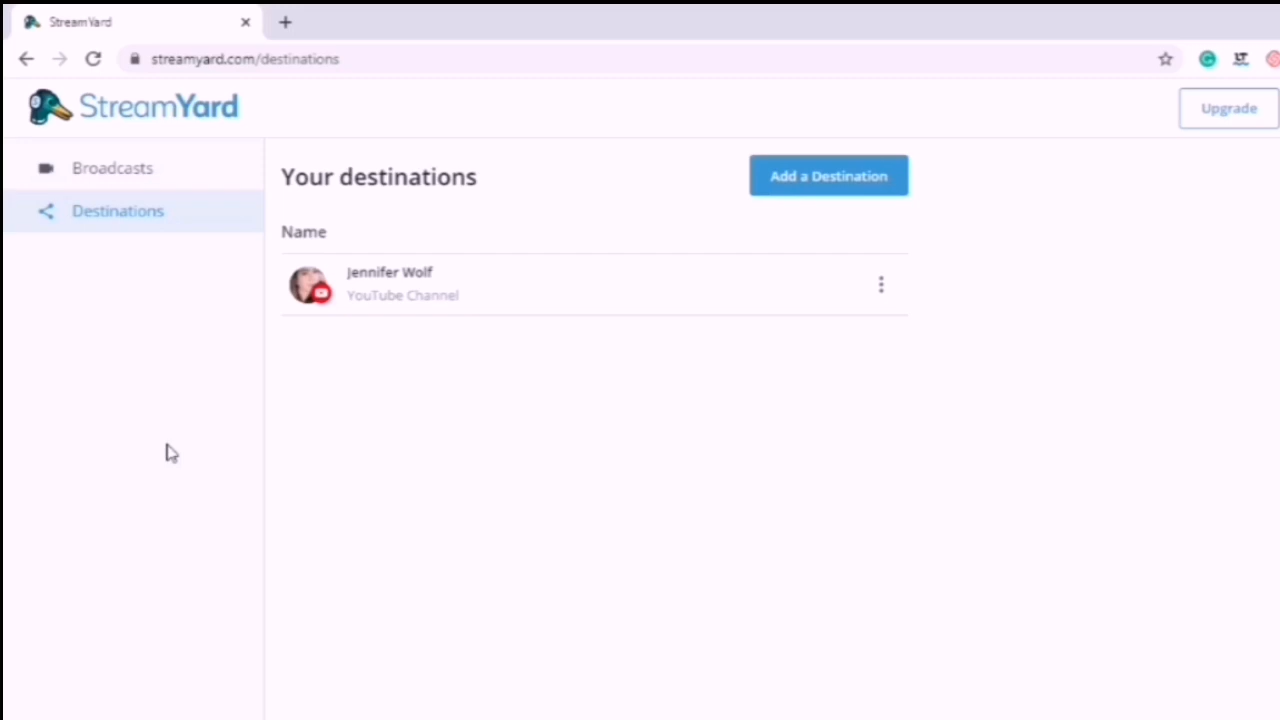 StreamYard
streamyard.com/destinations
StreamYard
Upgrade
Broadcasts
Destinations
Your destinations
Add a Destination
Name
Jennifer Wolf
YouTube Channel